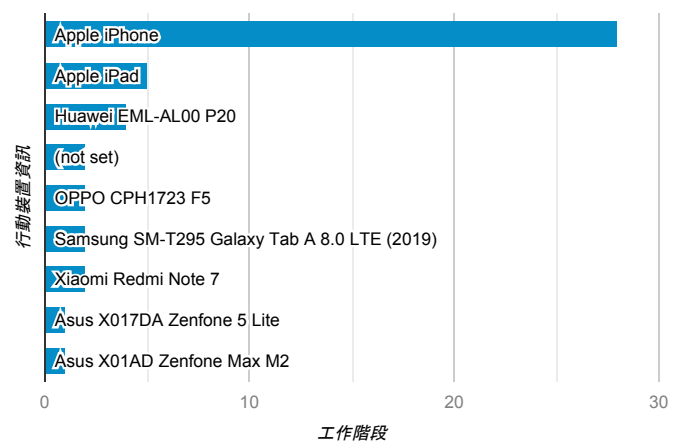 Apple iPhone
Apple iPad
Huawei EML-AL00 P20
(not set)
OPPO CPH1723 F5
Samsung SM-T295 Galaxy Tab A 8.0 LTE (2019)
Xiaomi Redmi Note 7
Asus X017DA Zenfone 5 Lite
Asus X01AD Zenfone Max M2
行動裝置資訊
0 10 20 30
工作階段